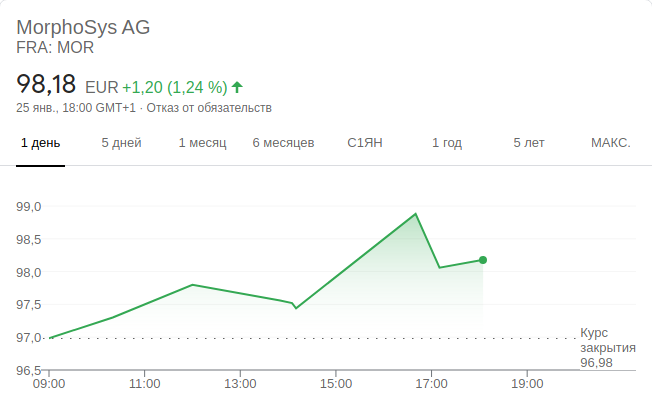 MorphoSys AG
FRA: MOR
98,18 EUR +1,20 (1,24 %)
25 янв., 18:00 GMT+1 · Отказ от обязательств
1 день 5 дней 1 месяц 6 месяцев С1ЯН 1 год 5 лет МАКС.
99,0
98,5
98,0
97,5
97,0
Курс
закрытия
96,98
96,5
09:00 11:00 13:00 15:00 17:00 19:00